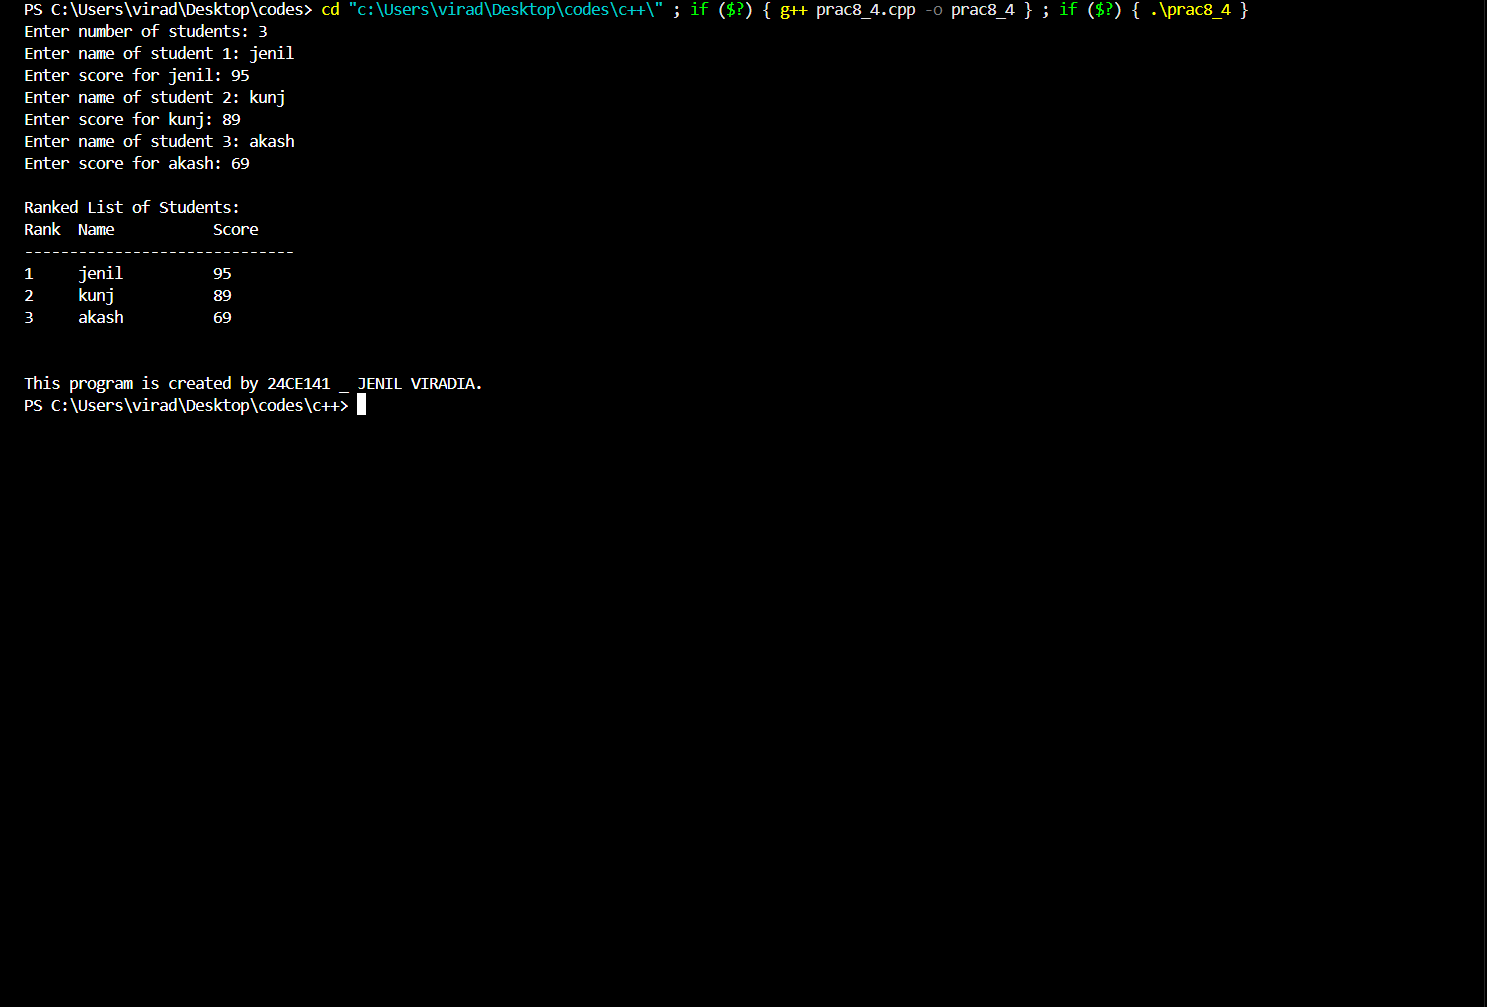 PS C:\Users\virad\Desktop\codes> cd "c:\Users\virad\Desktop\codes\c++\" ; if ($?) { g++ prac8_4.cpp -o prac8_4 } ; if ($?) { .\prac8_4 }
Enter number of students: 3
Enter name of student 1: jenil
Enter score for jenil: 95
Enter name of student 2: kunj
Enter score for kunj: 89
Enter name of student 3: akash
Enter score for akash: 69

Ranked List of Students:
Rank  Name           Score
------------------------------
1     jenil          95
2     kunj           89
3     akash          69


This program is created by 24CE141 _ JENIL VIRADIA.
PS C:\Users\virad\Desktop\codes\c++>